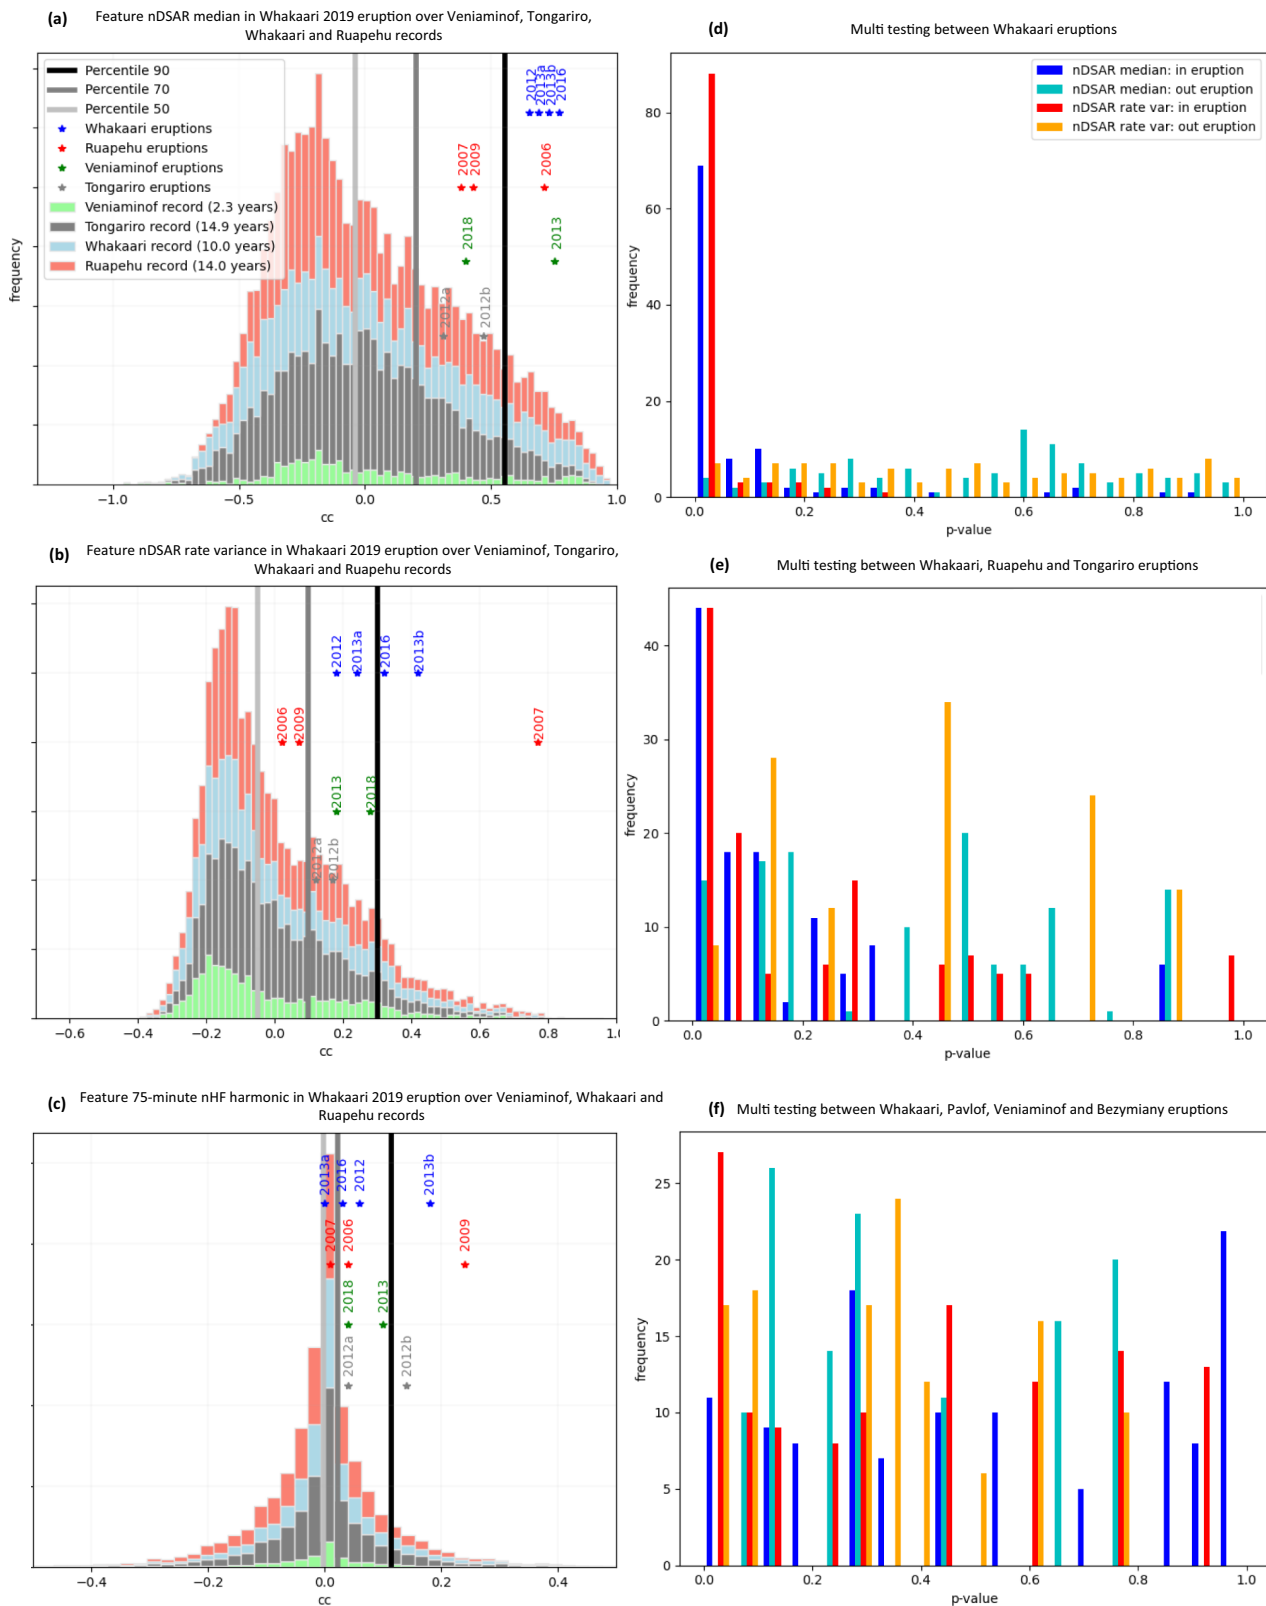 (a) Feature nDSAR median in Whakaari 2019 eruption over Veniaminof, Tongariro,
Whakaari and Ruapehu records
Percentile 90
Percentile 70
Percentile 50
Whakaari eruptions
Ruapehu eruptions
Veniaminof eruptions
Tongariro eruptions
Veniaminof record (2.3 years)
Tongariro record (14.9 years)
Whakaari record (10.0 years)
Ruapehu record (14.0 years)
2012
2013a
2013b
2016
2007
2009
2006
2018
2013
2012a
2012b
frequency
−1.0 −0.5 0.0 0.5 1.0
cc
(d) Multi testing between Whakaari eruptions
nDSAR median: in eruption
nDSAR median: out eruption
nDSAR rate var: in eruption
nDSAR rate var: out eruption
frequency
80
60
40
20
0
0.0 0.2 0.4 0.6 0.8 1.0
p-value
(b) Feature nDSAR rate variance in Whakaari 2019 eruption over Veniaminof, Tongariro,
Whakaari and Ruapehu records
2012
2013a
2016
2013b
2006
2009
2007
2013
2018
2012a
2012b
frequency
−0.6 −0.4 −0.2 0.0 0.2 0.4 0.6 0.8 1.0
cc
(e) Multi testing between Whakaari, Ruapehu and Tongariro eruptions
frequency
40
30
20
10
0
0.0 0.2 0.4 0.6 0.8 1.0
p-value
(c) Feature 75-minute nHF harmonic in Whakaari 2019 eruption over Veniaminof, Whakaari and
Ruapehu records
2013a
2016
2012
2013b
2007
2006
2009
2018
2013
2012a
2012b
frequency
−0.4 −0.2 0.0 0.2 0.4
cc
(f) Multi testing between Whakaari, Pavlof, Veniaminof and Bezymiany eruptions
frequency
25
20
15
10
5
0
0.0 0.2 0.4 0.6 0.8 1.0
p-value